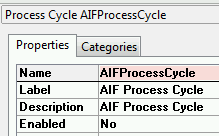 Process Cycle AIFProcessCycle
Properties Categories
Name AIFProcessCycle
Label AIF Process Cycle
Description AIF Process Cycle
Enabled No